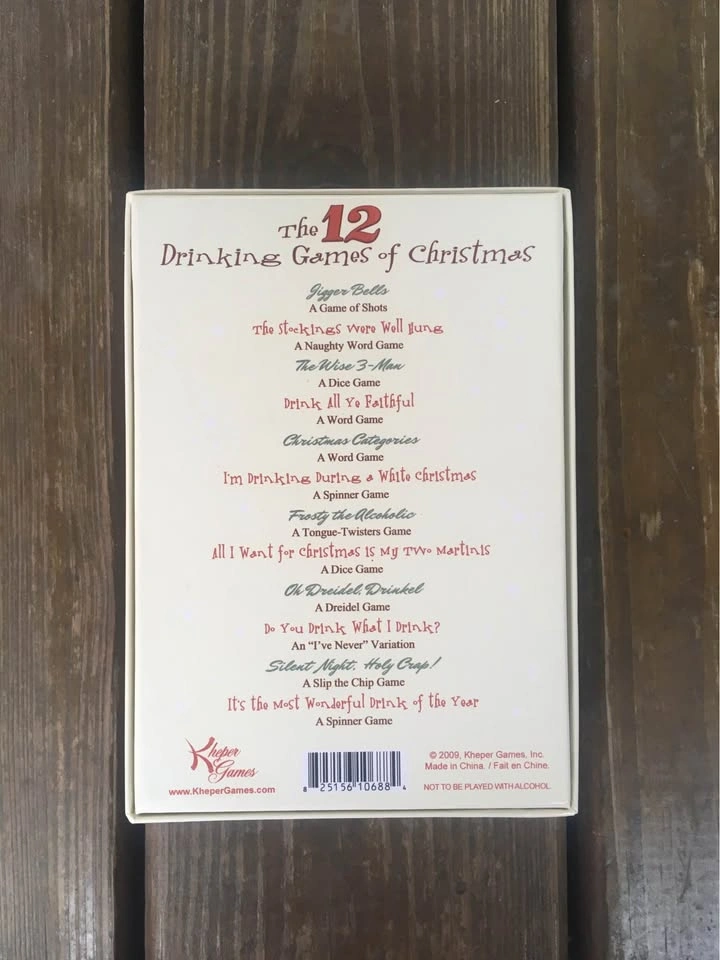 The 12
Drinking Games of Christmas
Jigger Bells
A Game of Shots
The Stockings Were Well Hung
A Naughty Word Game
The Wise 3-Man
A Dice Game
Drink All Ye Faithful
A Word Game
Christmas Categories
A Word Game
I'm Drinking During a White Christmas
A Spinner Game
Frosty the Alcoholic
A Tongue-Twisters Game
All I Want for Christmas is My Two Martinis
A Dice Game
Oh Dreidel, Drinkel
A Dreidel Game
Do You Drink What I Drink?
An “I've Never” Variation
Silent Night, Holy Crap!
A Slip the Chip Game
It's the Most Wonderful Drink of the Year
A Spinner Game
Kheper
Games
www.KheperGames.com
8 25156 10688 4
© 2009, Kheper Games, Inc.
Made in China. / Fait en Chine.
NOT TO BE PLAYED WITH ALCOHOL